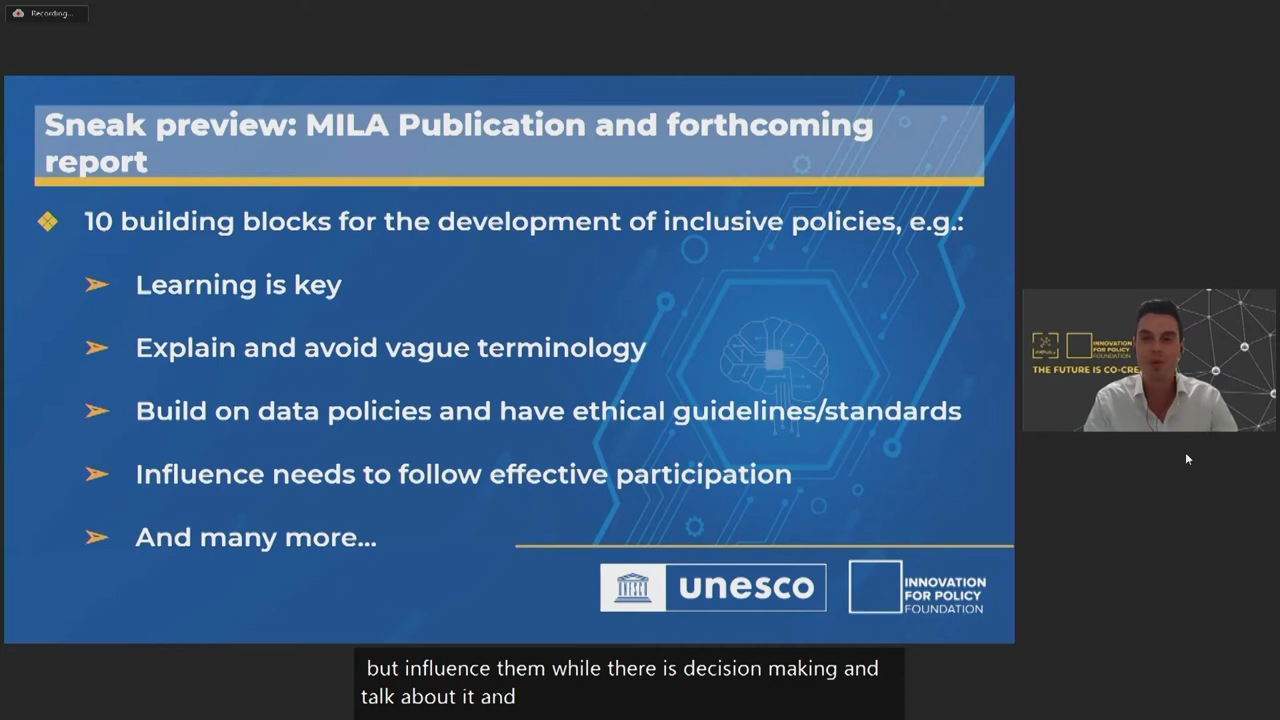 Recording...
Sneak preview: MILA Publication and forthcoming
report
10 building blocks for the development of inclusive policies, e.g.:
Learning is key
Explain and avoid vague terminology
Build on data policies and have ethical guidelines/standards
Influence needs to follow effective participation
And many more...
unesco
INNOVATION
FOR POLICY
FOUNDATION
INNOVATION
FOR POLICY
FOUNDATION
THE FUTURE IS CO-CRE
but influence them while there is decision making and
talk about it and